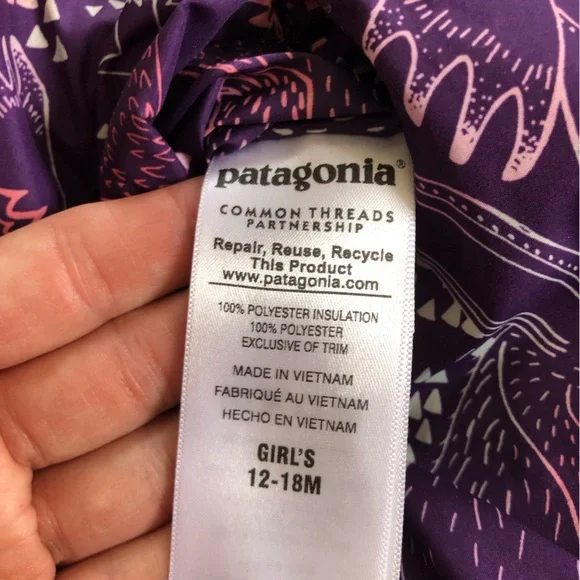 patagonia®
COMMON THREADS
PARTNERSHIP
Repair, Reuse, Recycle
This Product
www.patagonia.com
100% POLYESTER INSULATION
100% POLYESTER
EXCLUSIVE OF TRIM
MADE IN VIETNAM
FABRIQUÉ AU VIETNAM
HECHO EN VIETNAM
GIRL'S
12-18M